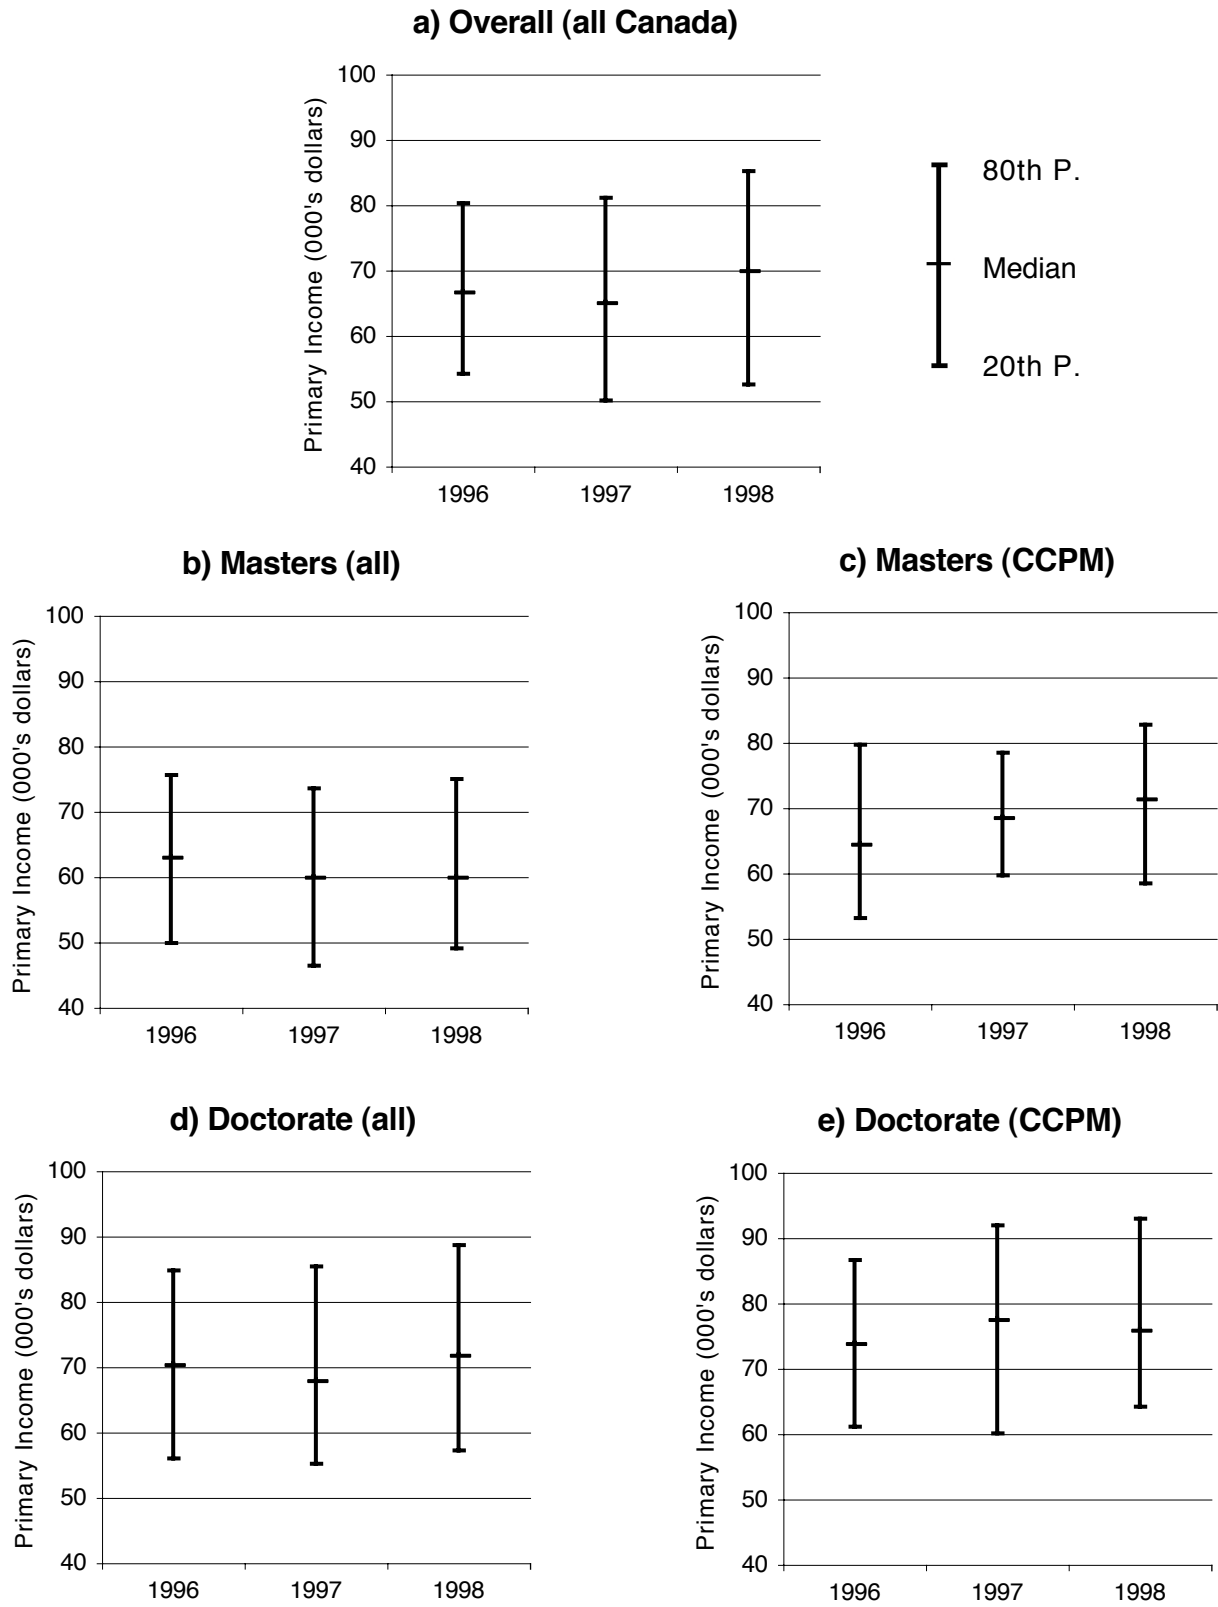 a) Overall (all Canada)
Primary Income (000's dollars)
100
90
80
70
60
50
40
1996 1997 1998
80th P.
Median
20th P.
b) Masters (all)
Primary Income (000's dollars)
100
90
80
70
60
50
40
1996 1997 1998
c) Masters (CCPM)
Primary Income (000's dollars)
100
90
80
70
60
50
40
1996 1997 1998
d) Doctorate (all)
Primary Income (000's dollars)
100
90
80
70
60
50
40
1996 1997 1998
e) Doctorate (CCPM)
Primary Income (000's dollars)
100
90
80
70
60
50
40
1996 1997 1998